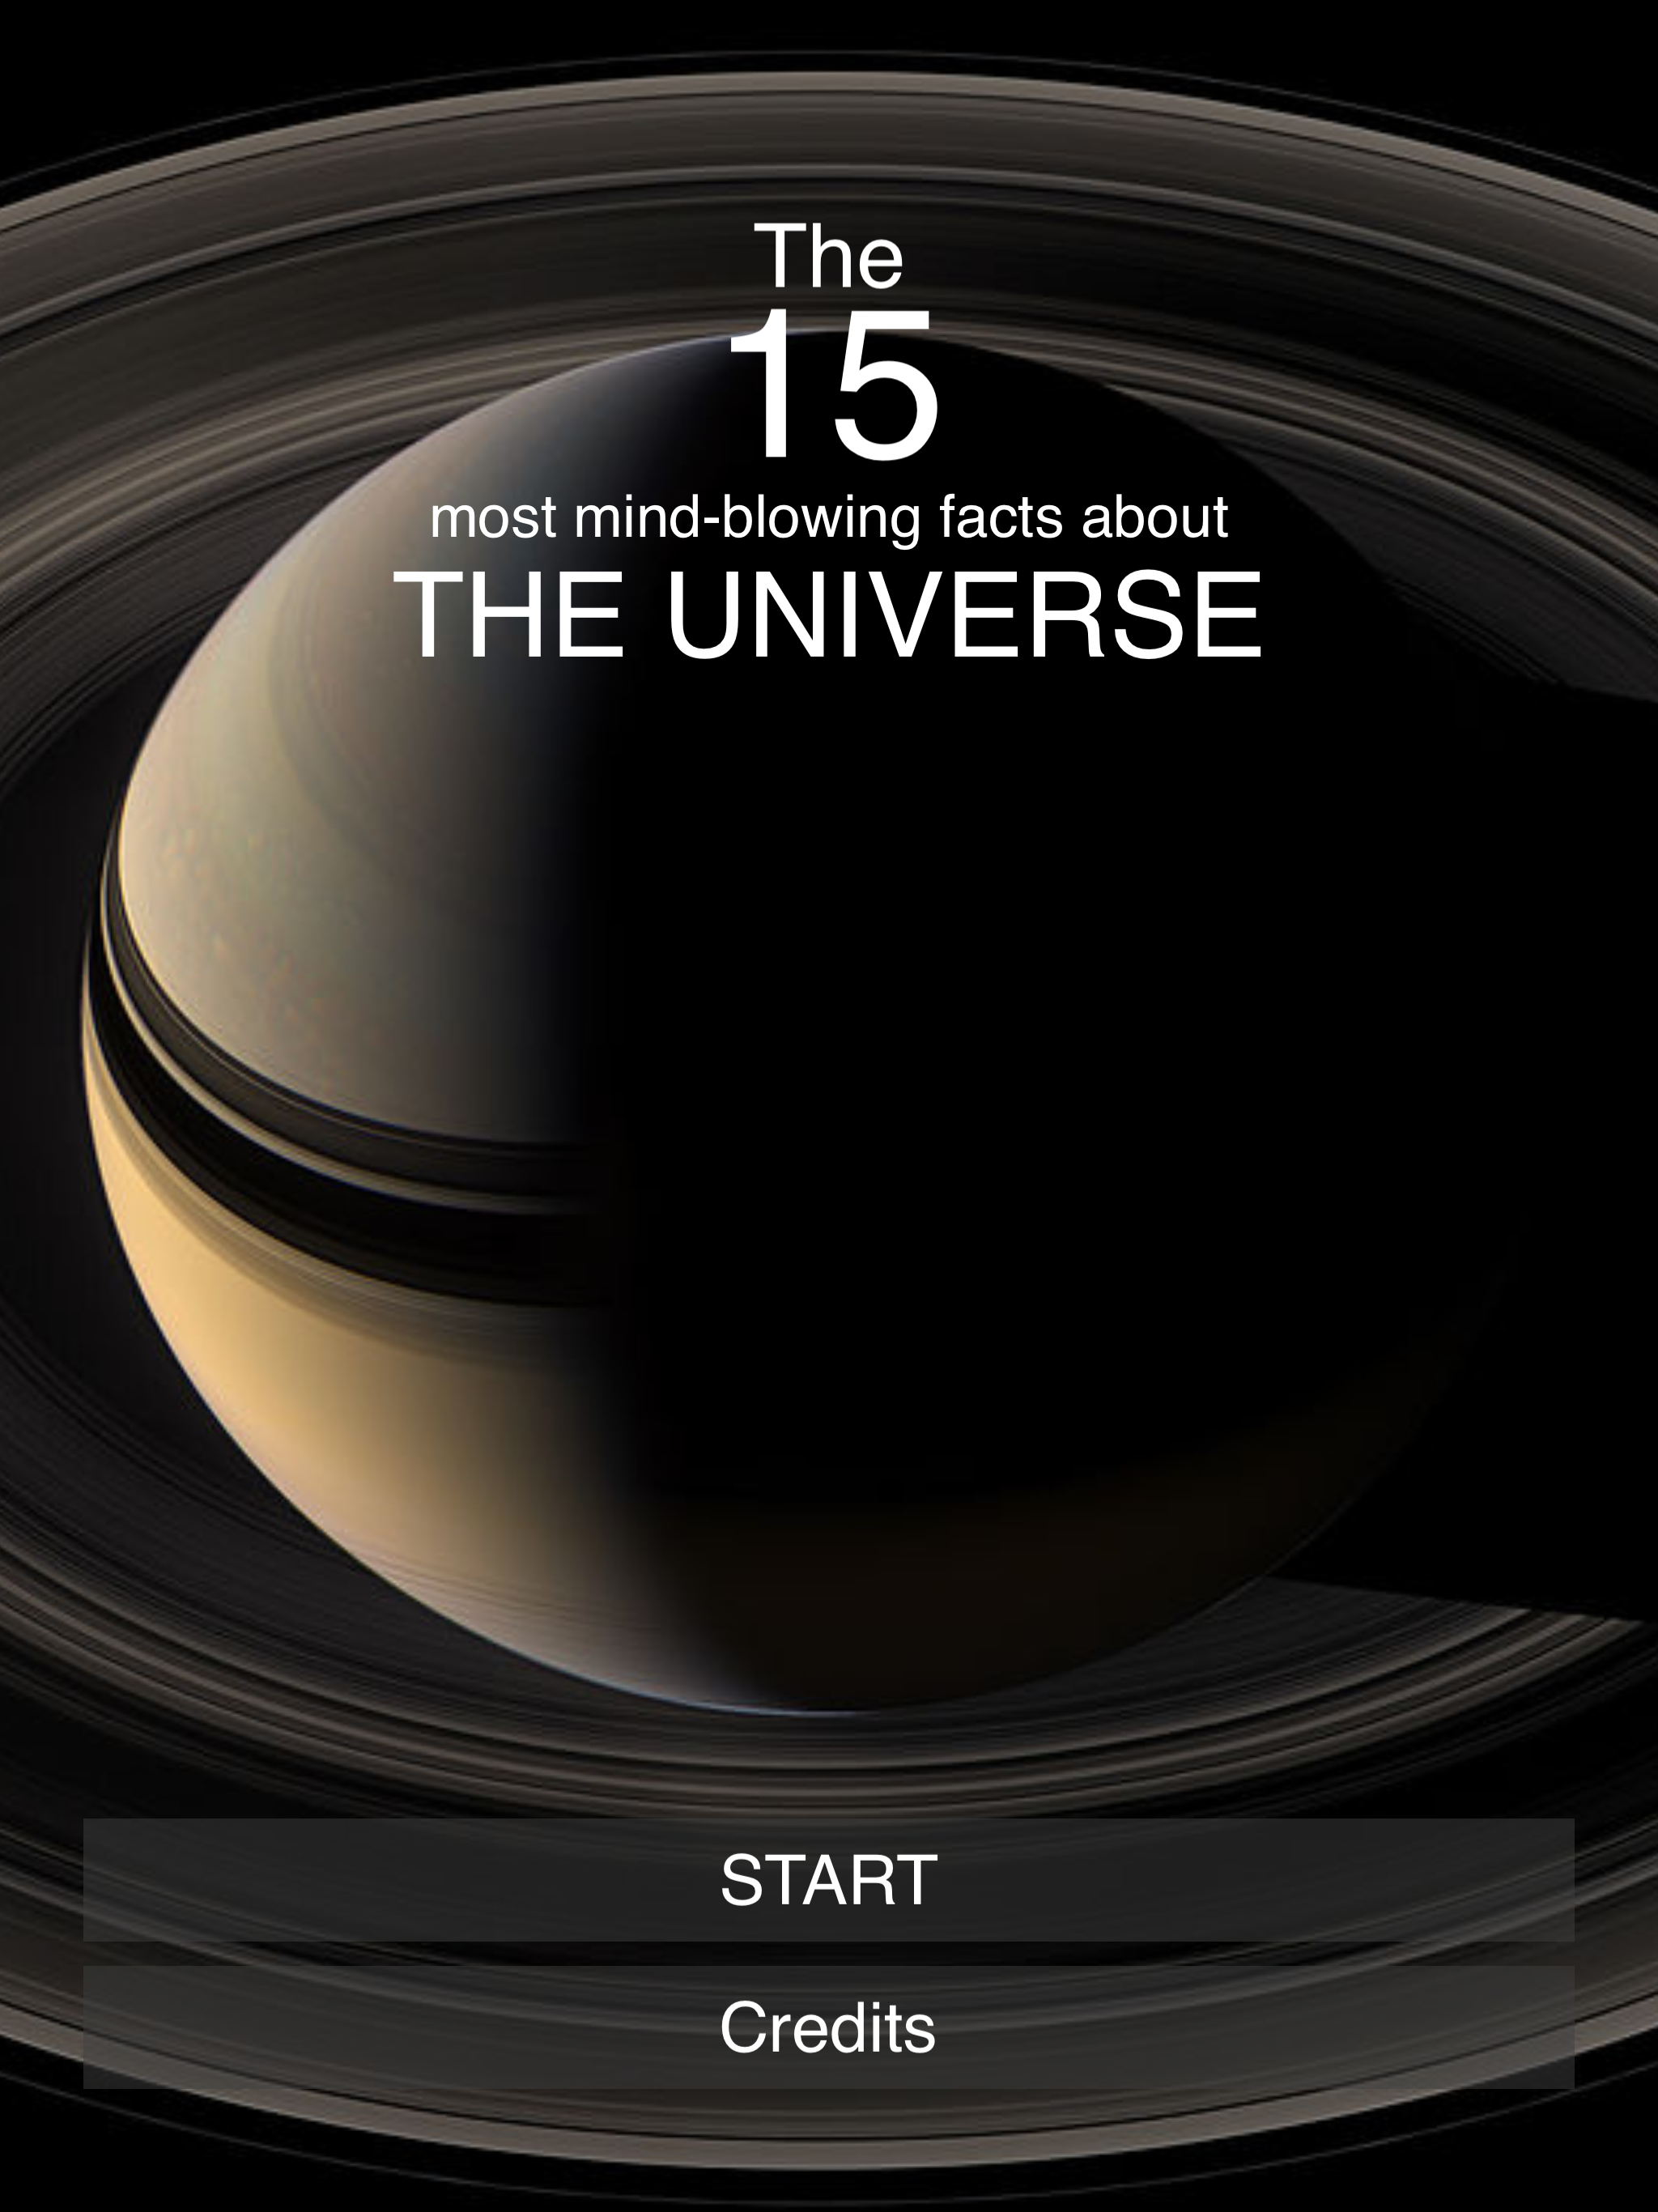 The
15
most mind-blowing facts about
THE UNIVERSE
START
Credits